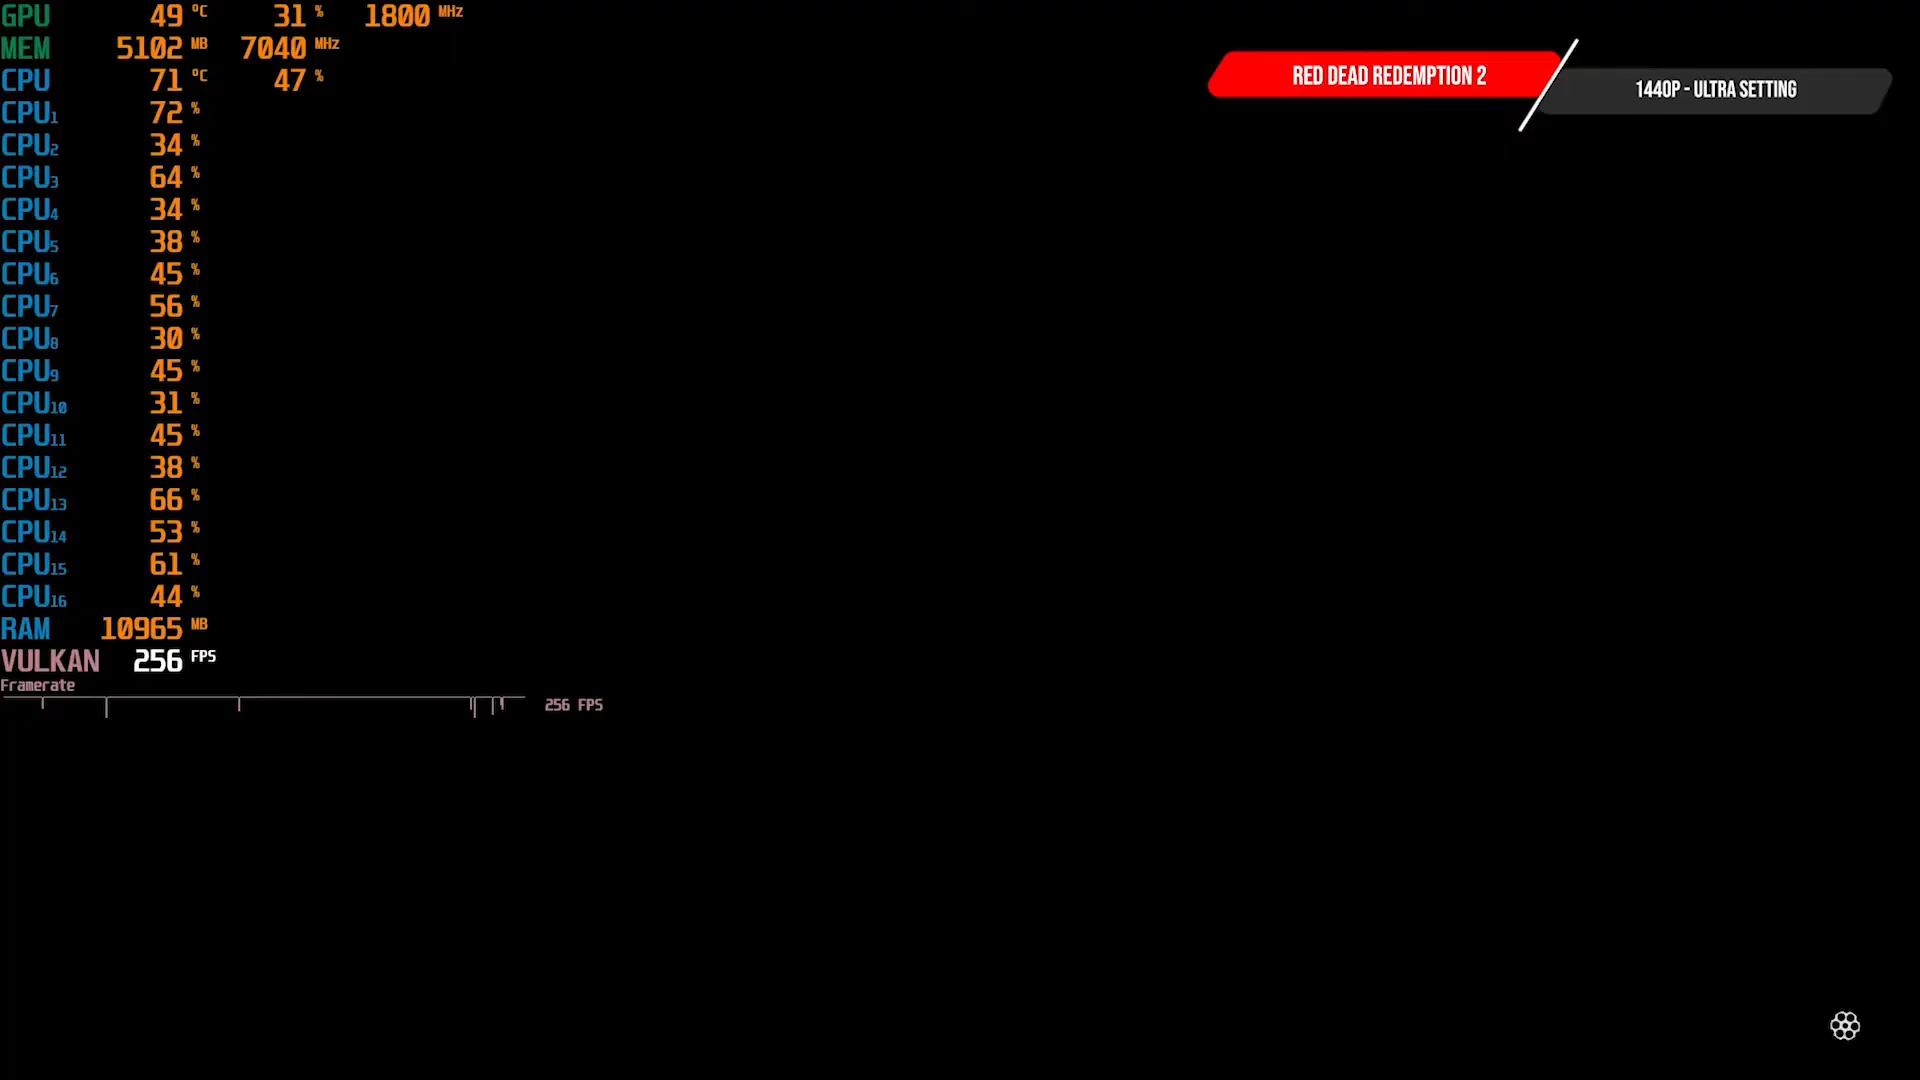 GPU 49 °C 31 % 1800 MHz
MEM 5102 MB 7040 MHz
CPU 71 °C 47 %
CPU1 72 %
CPU2 34 %
CPU3 64 %
CPU4 34 %
CPU5 38 %
CPU6 45 %
CPU7 56 %
CPU8 30 %
CPU9 45 %
CPU10 31 %
CPU11 45 %
CPU12 38 %
CPU13 66 %
CPU14 53 %
CPU15 61 %
CPU16 44 %
RAM 10965 MB
VULKAN 256 FPS
Framerate
256 FPS
RED DEAD REDEMPTION 2
1440P - ULTRA SETTING